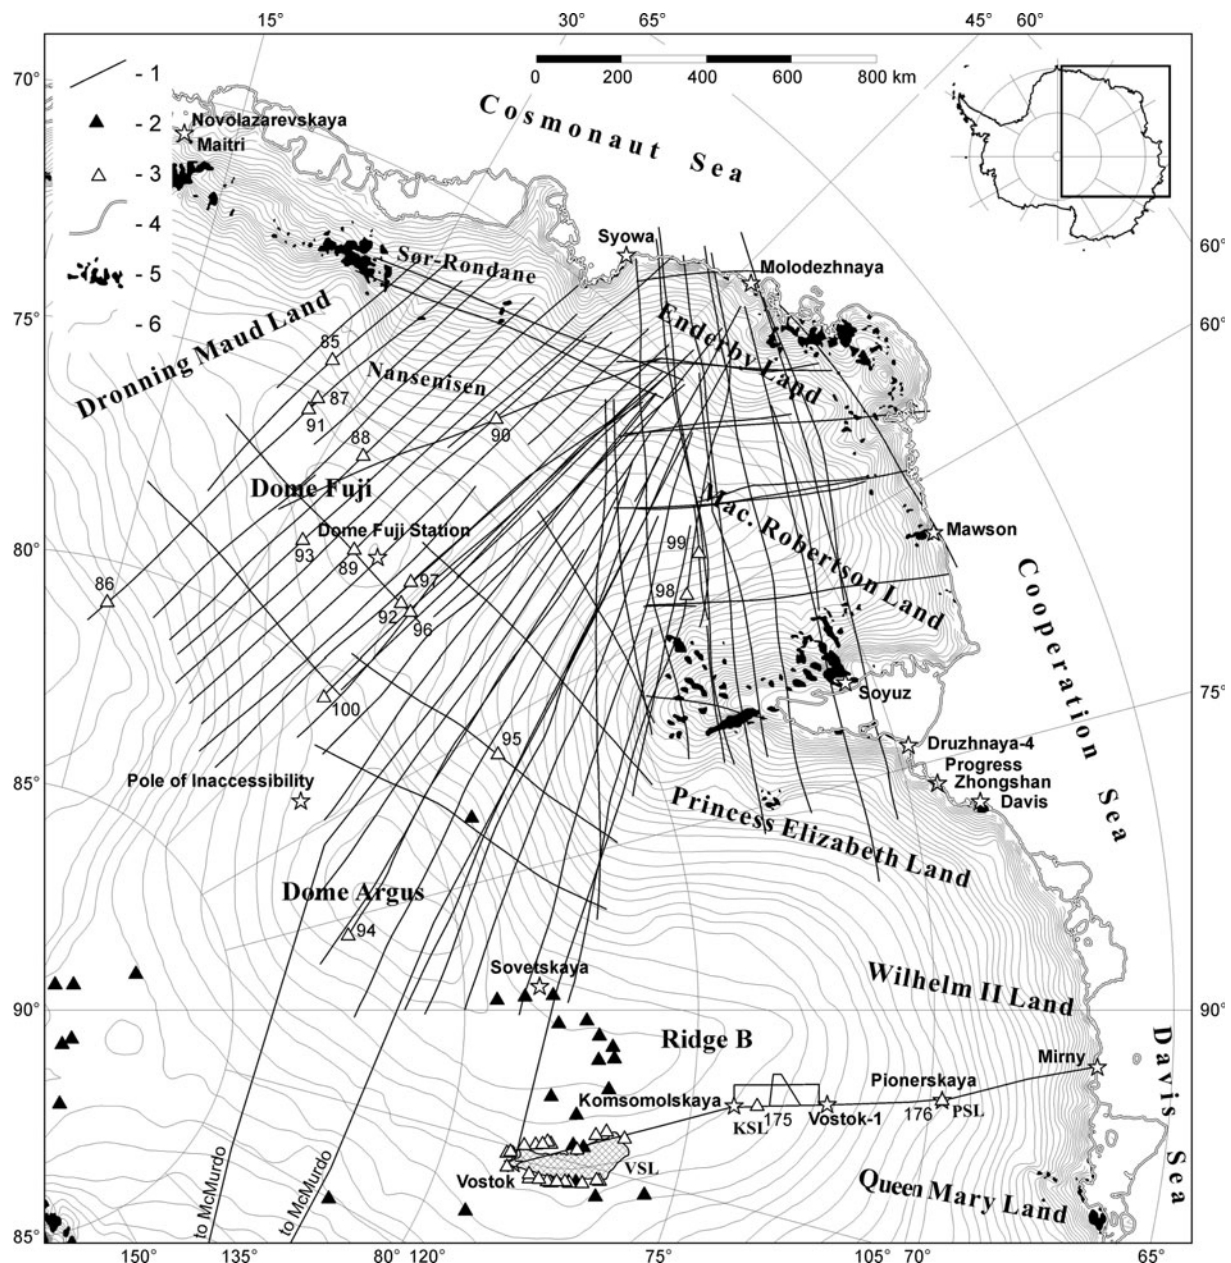 15°
30°
65°
45°
60°
70°
- 1
- 2
- 3
- 4
- 5
- 6
0
200
400
600
800 km
Novolazarevskaya
Maitri
Cosmonaut Sea
Syowa
Molodezhnaya
60°
Sør-Rondane
Enderby Land
60°
75°
Dronning Maud Land
85
87
91
Nansenisen
88
90
Dome Fuji
Dome Fuji Station
93
89
97
92
96
99
98
Mac. Robertson Land
Mawson
Cooperation Sea
80°
86
100
95
Soyuz
75°
Druzhnaya-4
Progress
Zhongshan
Davis
Pole of Inaccessibility
85°
Princess Elizabeth Land
Dome Argus
94
Sovetskaya
Wilhelm II Land
90°
90°
Ridge B
Davis Sea
Mirny
Pionerskaya
Komsomolskaya
KSL
175
Vostok-1
176
PSL
Vostok
VSL
Queen Mary Land
to McMurdo
to McMurdo
85°
150°
135°
80°
120°
75°
105°
70°
65°